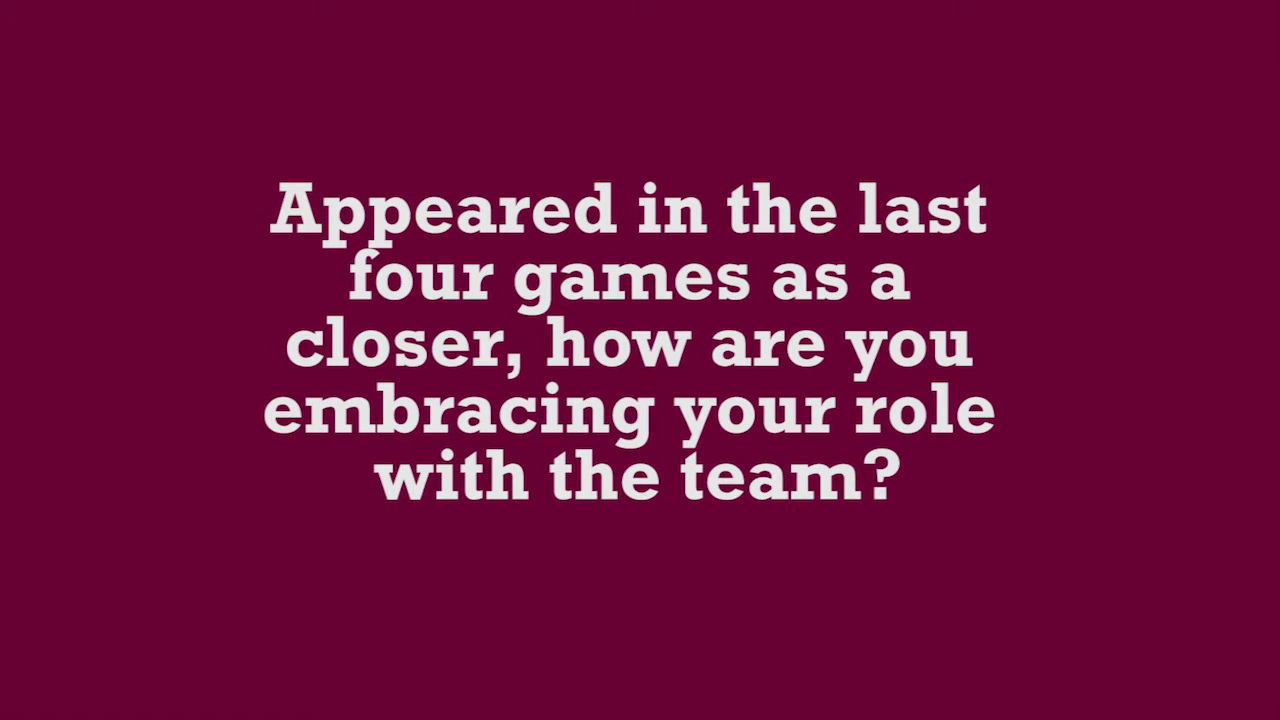 Appeared in the last
four games as a
closer, how are you
embracing your role
with the team?